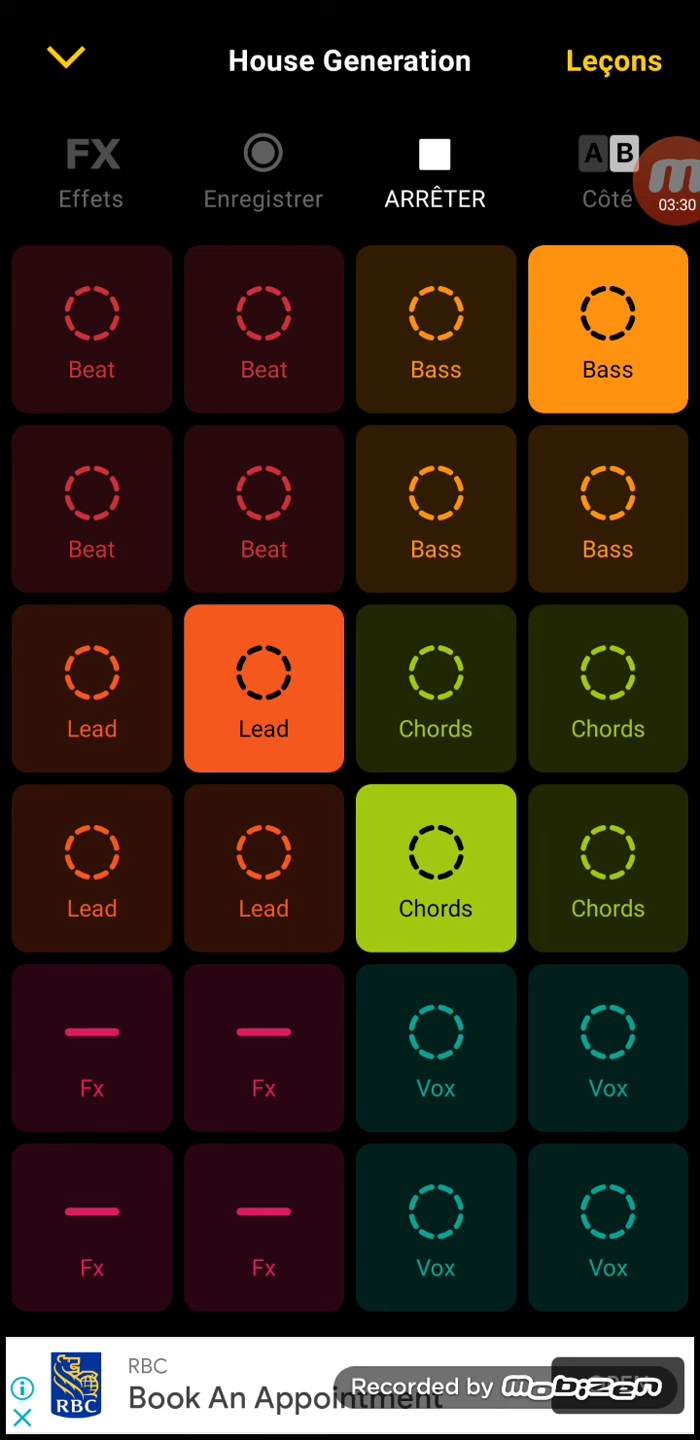 House Generation
Leçons
FX
A B
Effets
Enregistrer
ARRÊTER
Côté
03:30
Beat
Beat
Bass
Bass
Beat
Beat
Bass
Bass
Lead
Lead
Chords
Chords
Lead
Lead
Chords
Chords
Fx
Fx
Vox
Vox
Fx
Fx
Vox
Vox
RBC
RBC
Book An Appointment
Recorded by mobizen